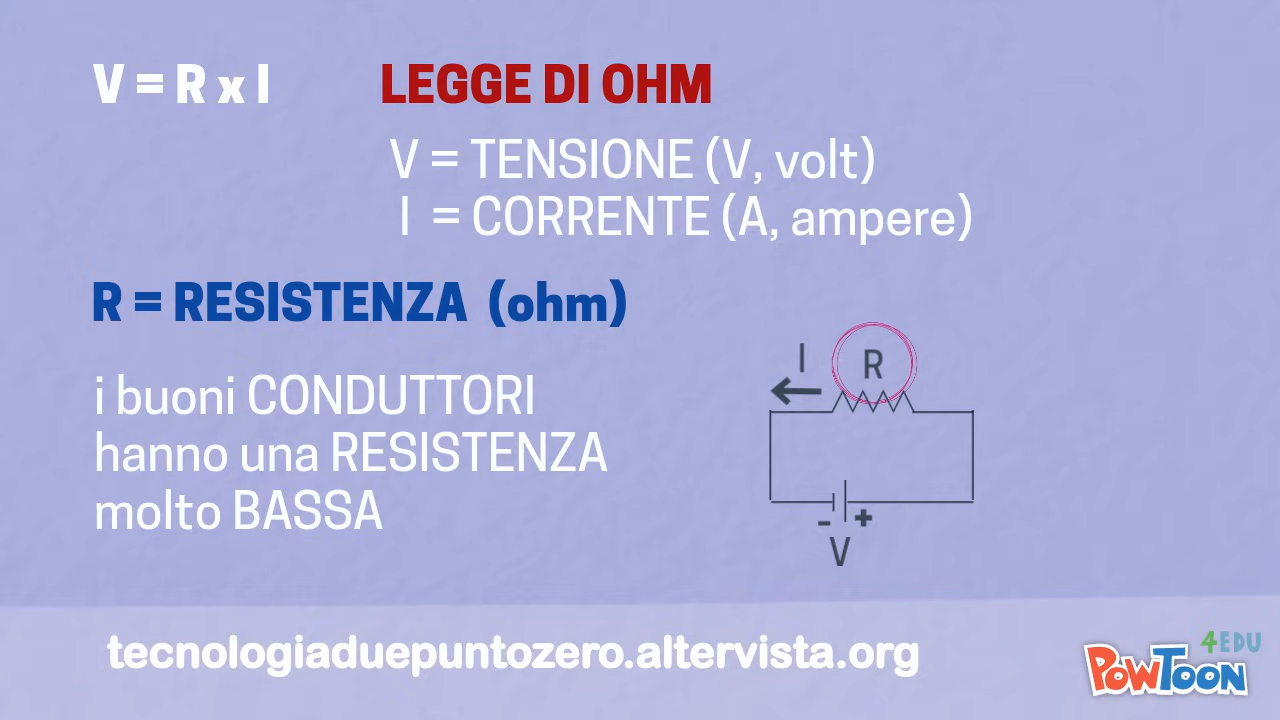 V = R x I
LEGGE DI OHM
V = TENSIONE (V, volt)
I = CORRENTE (A, ampere)
R = RESISTENZA (ohm)
i buoni CONDUTTORI
hanno una RESISTENZA
molto BASSA
I
R
- +
V
tecnologiaduepuntozero.altervista.org
4EDU
POWTOON